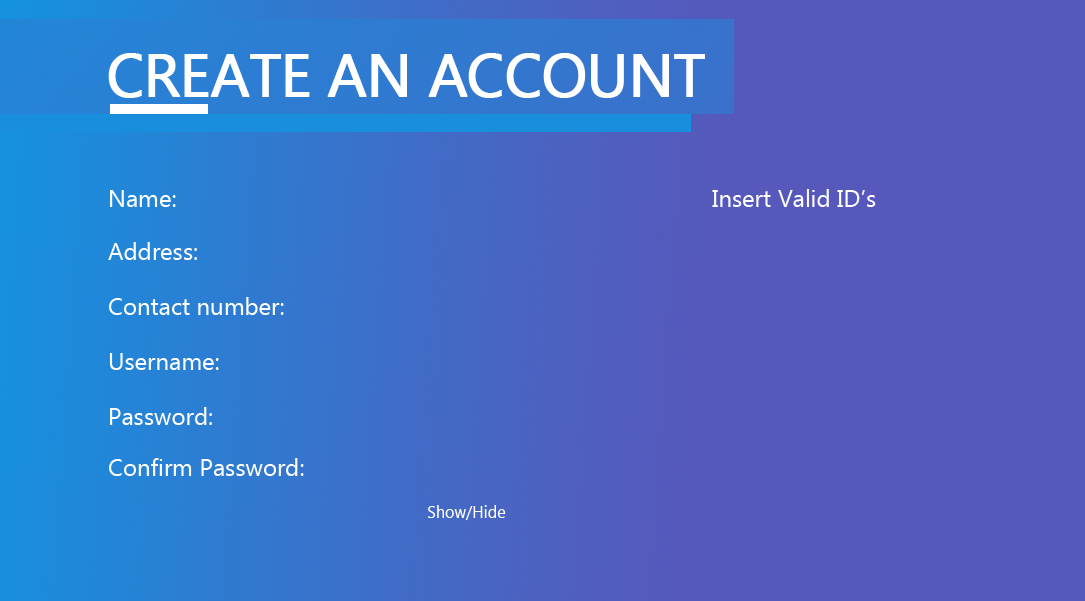 CREATE AN ACCOUNT
Name:
Insert Valid ID’s
Address:
Contact number:
Username:
Password:
Confirm Password:
Show/Hide